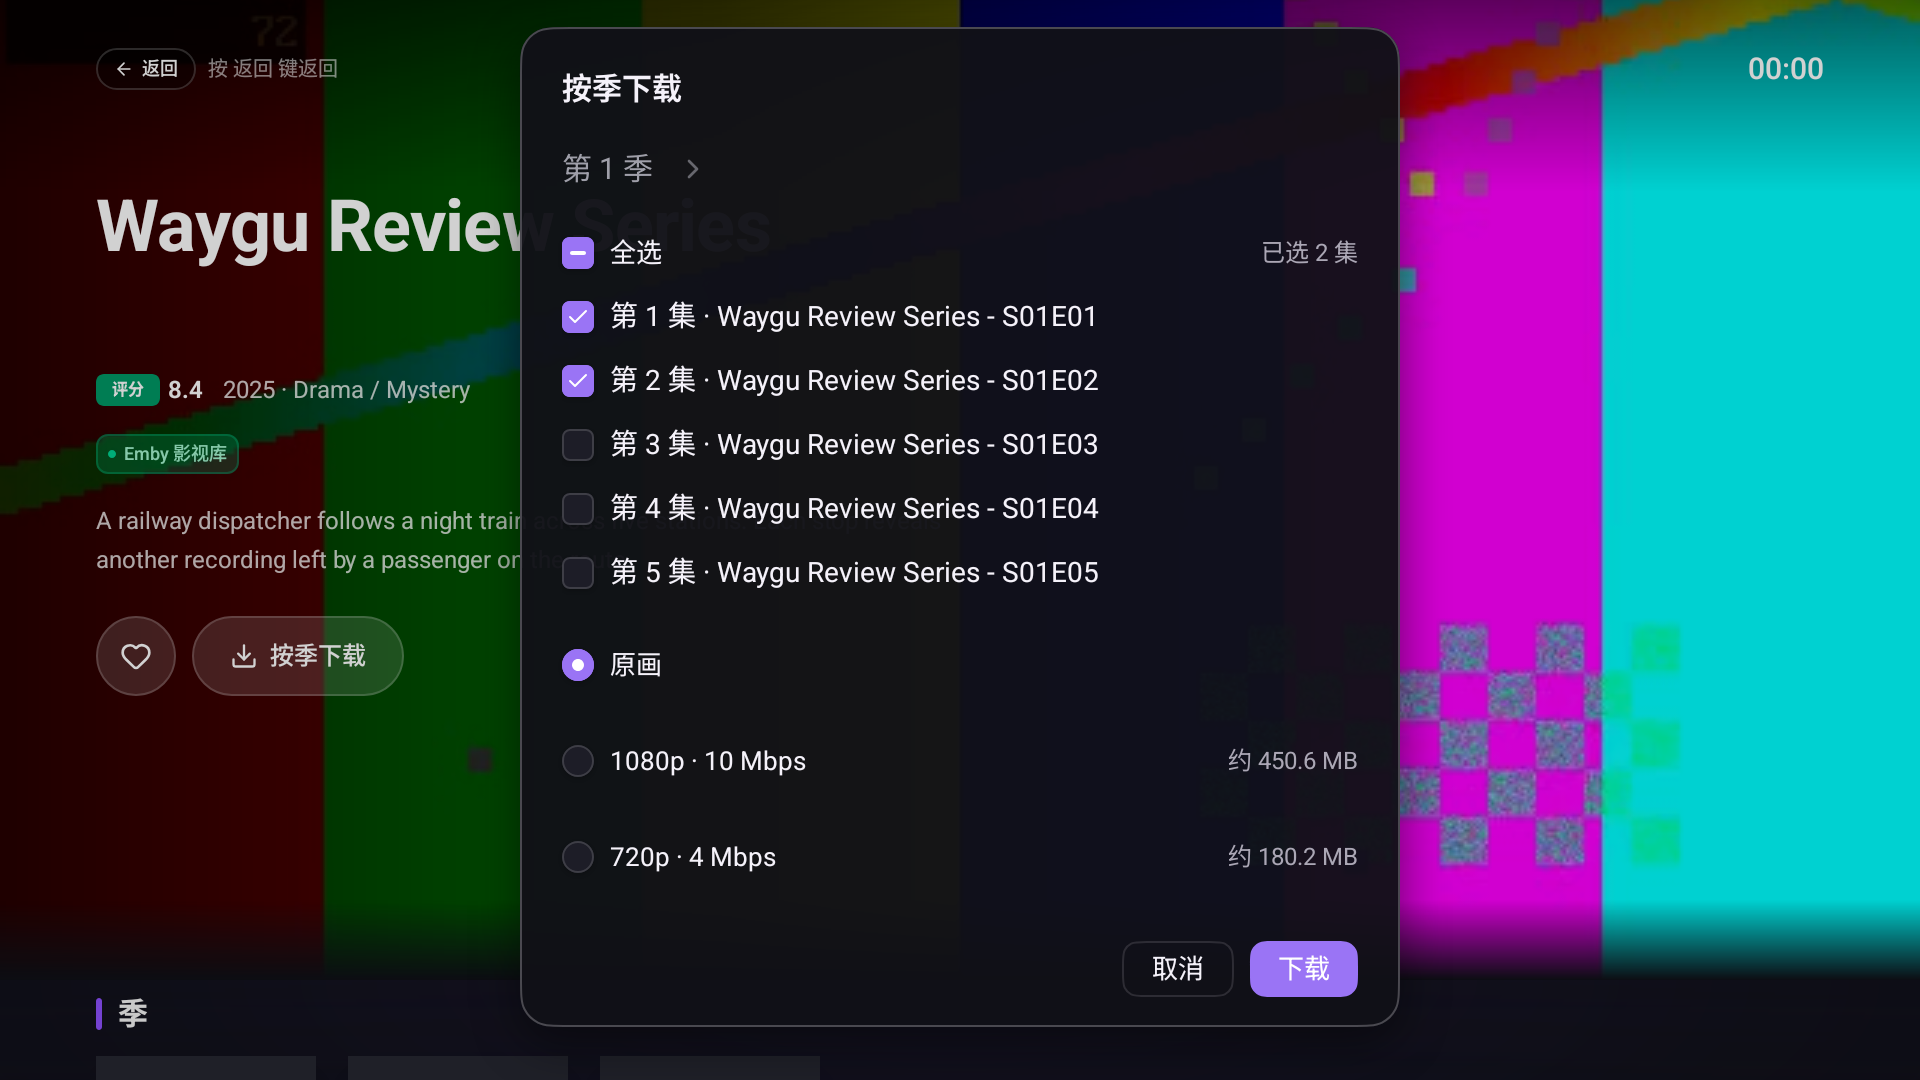 72
返回 按 返回 键返回
00:00
按季下载
第 1 季
Waygu Review Series
全选 已选 2 集
第 1 集 · Waygu Review Series - S01E01
第 2 集 · Waygu Review Series - S01E02
第 3 集 · Waygu Review Series - S01E03
第 4 集 · Waygu Review Series - S01E04
第 5 集 · Waygu Review Series - S01E05
原画
1080p · 10 Mbps 约 450.6 MB
720p · 4 Mbps 约 180.2 MB
取消 下载
评分 8.4 2025 · Drama / Mystery
Emby 影视库
A railway dispatcher follows a night train
another recording left by a passenger on the
按季下载
季